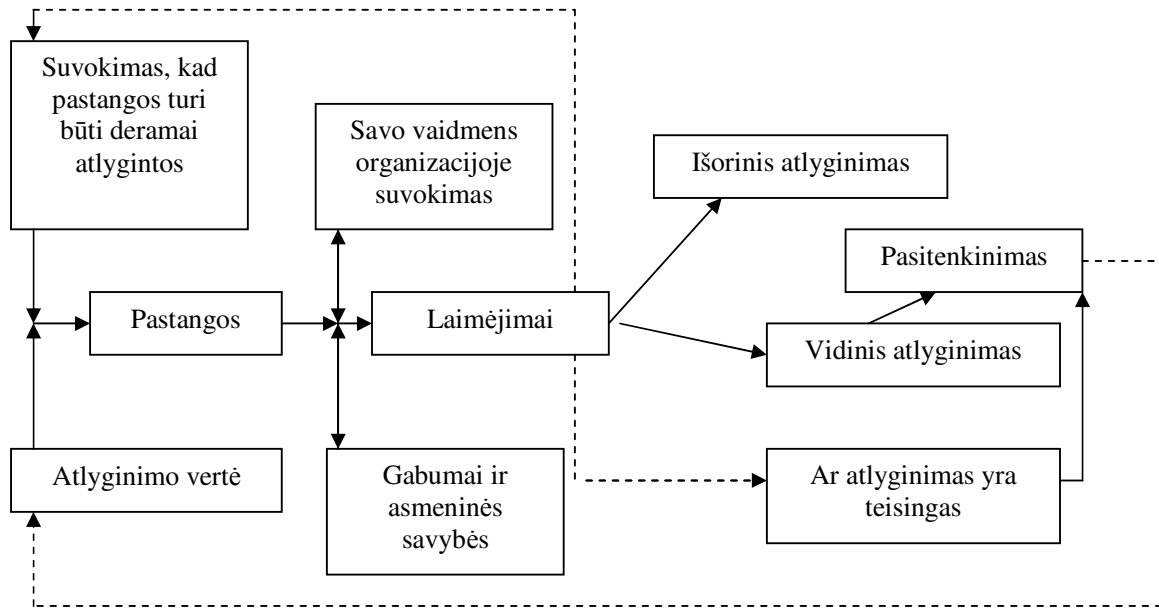 Suvokimas, kad
pastangos turi
būti deramai
atlygintos
Savo vaidmens
organizacijoje
suvokimas
Išorinis atlyginimas
Pasitenkinimas
Pastangos
Laimėjimai
Vidinis atlyginimas
Atlyginimo vertė
Gabumai ir
asmeninės
savybės
Ar atlyginimas yra
teisingas